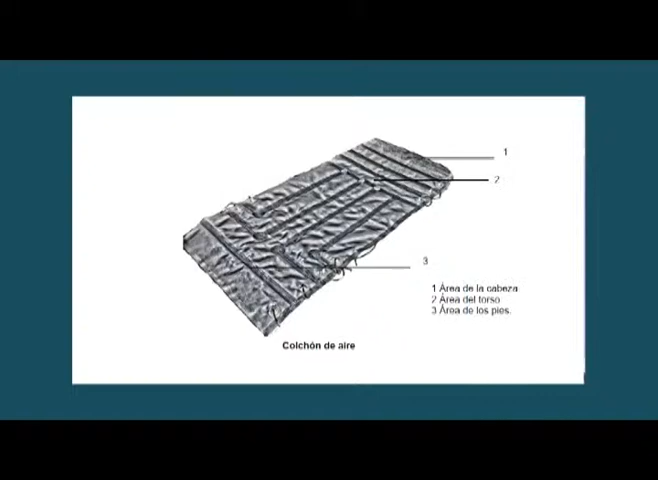 1
2
3
1 Área de la cabeza
2 Área del torso
3 Área de los pies.
Colchón de aire